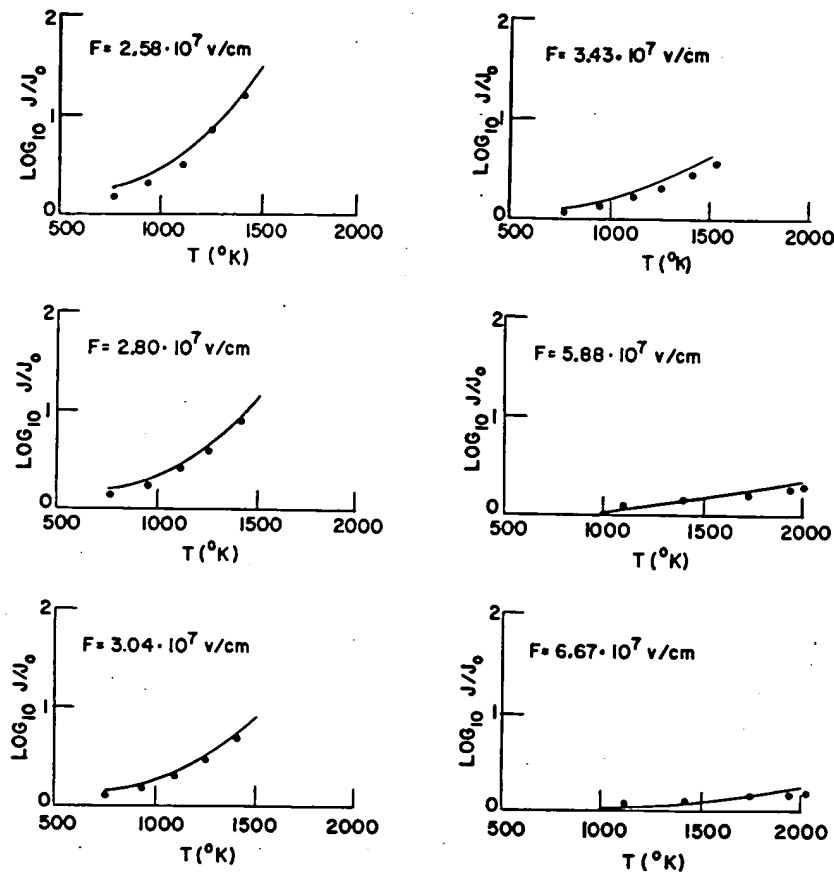 2
F= 2.58 · 10⁷ v/cm
LOG₁₀ J/J₀
1
0
500 1000 1500 2000
T (°K)
2
F= 3.43 · 10⁷ v/cm
LOG₁₀ J/J₀
1
0
500 1000 1500 2000
T (°K)
2
F= 2.80 · 10⁷ v/cm
LOG₁₀ J/J₀
1
0
500 1000 1500 2000
T (°K)
2
F= 5.88 · 10⁷ v/cm
LOG₁₀ J/J₀
1
0
500 1000 1500 2000
T (°K)
2
F= 3.04 · 10⁷ v/cm
LOG₁₀ J/J₀
1
0
500 1000 1500 2000
T (°K)
2
F= 6.67 · 10⁷ v/cm
LOG₁₀ J/J₀
1
0
500 1000 1500 2000
T (°K)